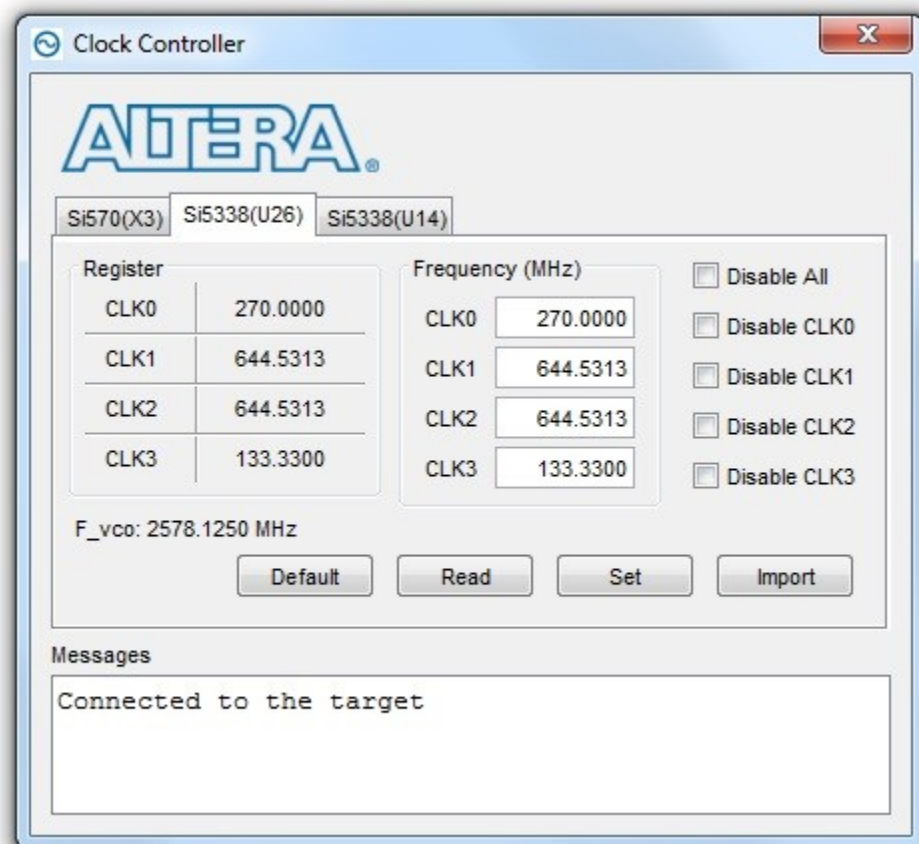 Clock Controller
X
ALTERA®
Si570(X3) Si5338(U26) Si5338(U14)
Register
CLK0 270.0000
CLK1 644.5313
CLK2 644.5313
CLK3 133.3300
Frequency (MHz)
CLK0 270.0000
CLK1 644.5313
CLK2 644.5313
CLK3 133.3300
Disable All
Disable CLK0
Disable CLK1
Disable CLK2
Disable CLK3
F_vco: 2578.1250 MHz
Default Read Set Import
Messages
Connected to the target